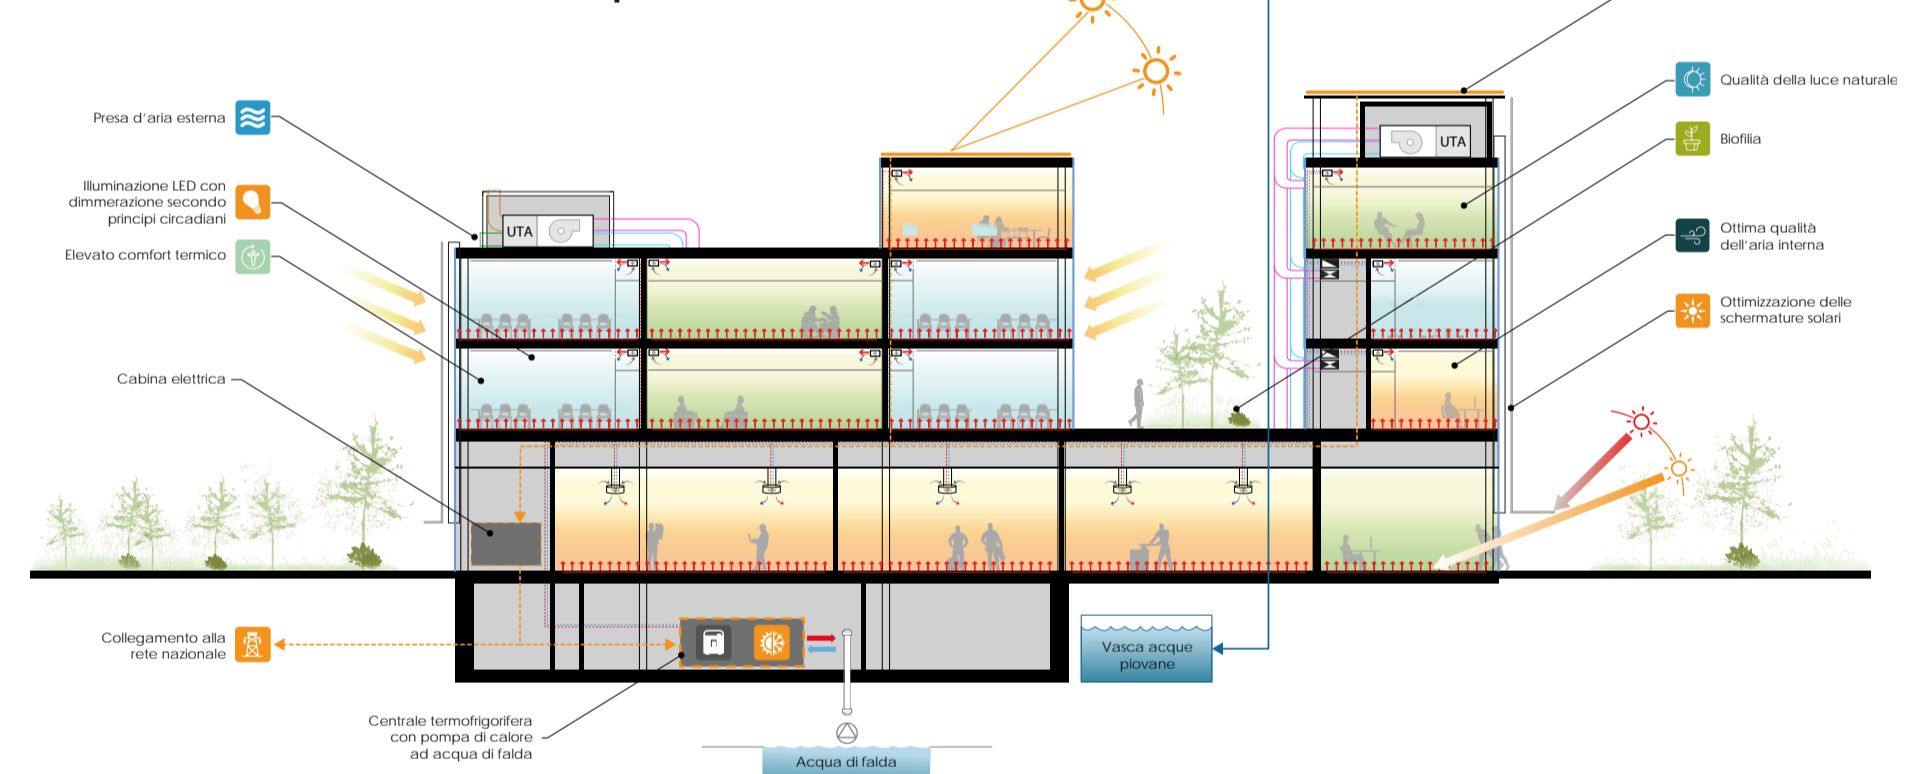 Presa d'aria esterna
Illuminazione LED con
dimmerazione secondo
principi circadiani
Elevato comfort termico
Cabina elettrica
Collegamento alla
rete nazionale
Centrale termofrigorifera
con pompa di calore
ad acqua di falda
UTA
UTA
Acqua di falda
Vasca acque
piovane
Qualità della luce naturale
Biofilia
Ottima qualità
dell'aria interna
Ottimizzazione delle
schermature solari